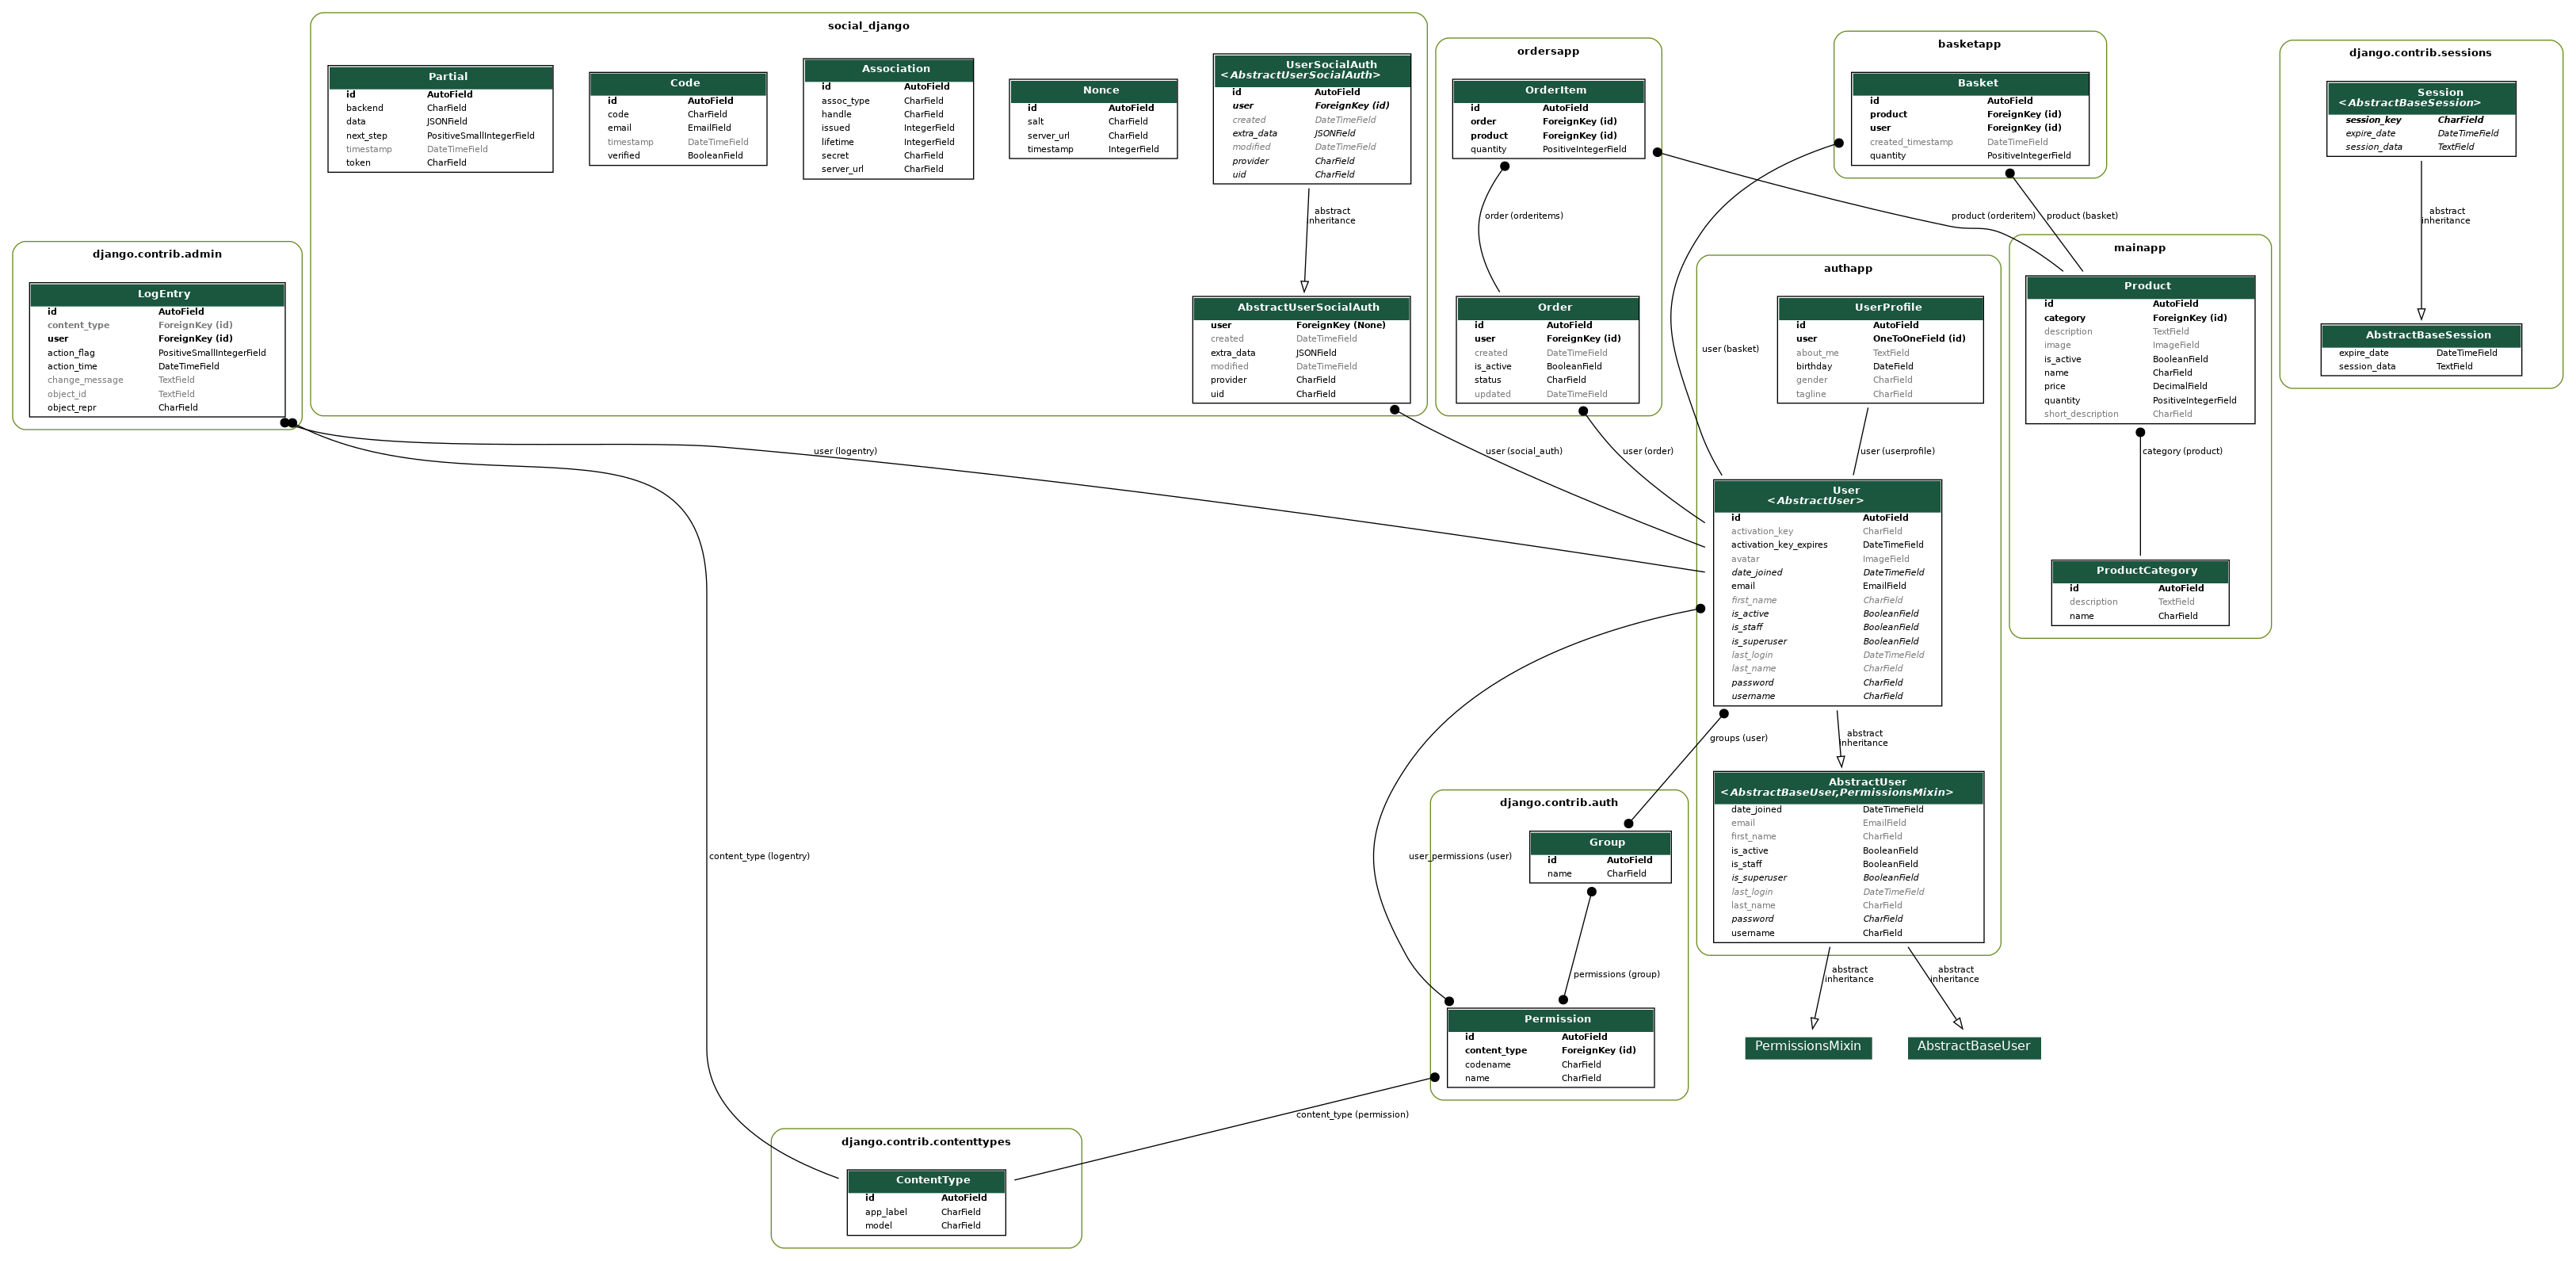 social_django
Partial
id AutoField
backend CharField
data JSONField
next_step PositiveSmallIntegerField
timestamp DateTimeField
token CharField
Code
id AutoField
code CharField
email EmailField
timestamp DateTimeField
verified BooleanField
Association
id AutoField
assoc_type CharField
handle CharField
issued IntegerField
lifetime IntegerField
secret CharField
server_url CharField
Nonce
id AutoField
salt CharField
server_url CharField
timestamp IntegerField
UserSocialAuth
<AbstractUserSocialAuth>
id AutoField
user ForeignKey (id)
created DateTimeField
extra_data JSONField
modified DateTimeField
provider CharField
uid CharField
abstract
inheritance
AbstractUserSocialAuth
user ForeignKey (None)
created DateTimeField
extra_data JSONField
modified DateTimeField
provider CharField
uid CharField
ordersapp
OrderItem
id AutoField
order ForeignKey (id)
product ForeignKey (id)
quantity PositiveIntegerField
order (orderitems)
Order
id AutoField
user ForeignKey (id)
created DateTimeField
is_active BooleanField
status CharField
updated DateTimeField
basketapp
Basket
id AutoField
product ForeignKey (id)
user ForeignKey (id)
created_timestamp DateTimeField
quantity PositiveIntegerField
product (orderitem)
product (basket)
user (basket)
django.contrib.sessions
Session
<AbstractBaseSession>
session_key CharField
expire_date DateTimeField
session_data TextField
abstract
inheritance
AbstractBaseSession
expire_date DateTimeField
session_data TextField
django.contrib.admin
LogEntry
id AutoField
content_type ForeignKey (id)
user ForeignKey (id)
action_flag PositiveSmallIntegerField
action_time DateTimeField
change_message TextField
object_id TextField
object_repr CharField
mainapp
Product
id AutoField
category ForeignKey (id)
description TextField
image ImageField
is_active BooleanField
name CharField
price DecimalField
quantity PositiveIntegerField
short_description CharField
category (product)
ProductCategory
id AutoField
description TextField
name CharField
authapp
UserProfile
id AutoField
user OneToOneField (id)
about_me TextField
birthday DateField
gender CharField
tagline CharField
user (logentry)
user (social_auth)
user (order)
user (userprofile)
User
<AbstractUser>
id AutoField
activation_key CharField
activation_key_expires DateTimeField
avatar ImageField
date_joined DateTimeField
email EmailField
first_name CharField
is_active BooleanField
is_staff BooleanField
is_superuser BooleanField
last_login DateTimeField
last_name CharField
password CharField
username CharField
groups (user)
abstract
inheritance
AbstractUser
<AbstractBaseUser,PermissionsMixin>
date_joined DateTimeField
email EmailField
first_name CharField
is_active BooleanField
is_staff BooleanField
is_superuser BooleanField
last_login DateTimeField
last_name CharField
password CharField
username CharField
abstract
inheritance
abstract
inheritance
PermissionsMixin
AbstractBaseUser
django.contrib.auth
Group
id AutoField
name CharField
content_type (logentry)
user_permissions (user)
permissions (group)
Permission
id AutoField
content_type ForeignKey (id)
codename CharField
name CharField
content_type (permission)
django.contrib.contenttypes
ContentType
id AutoField
app_label CharField
model CharField